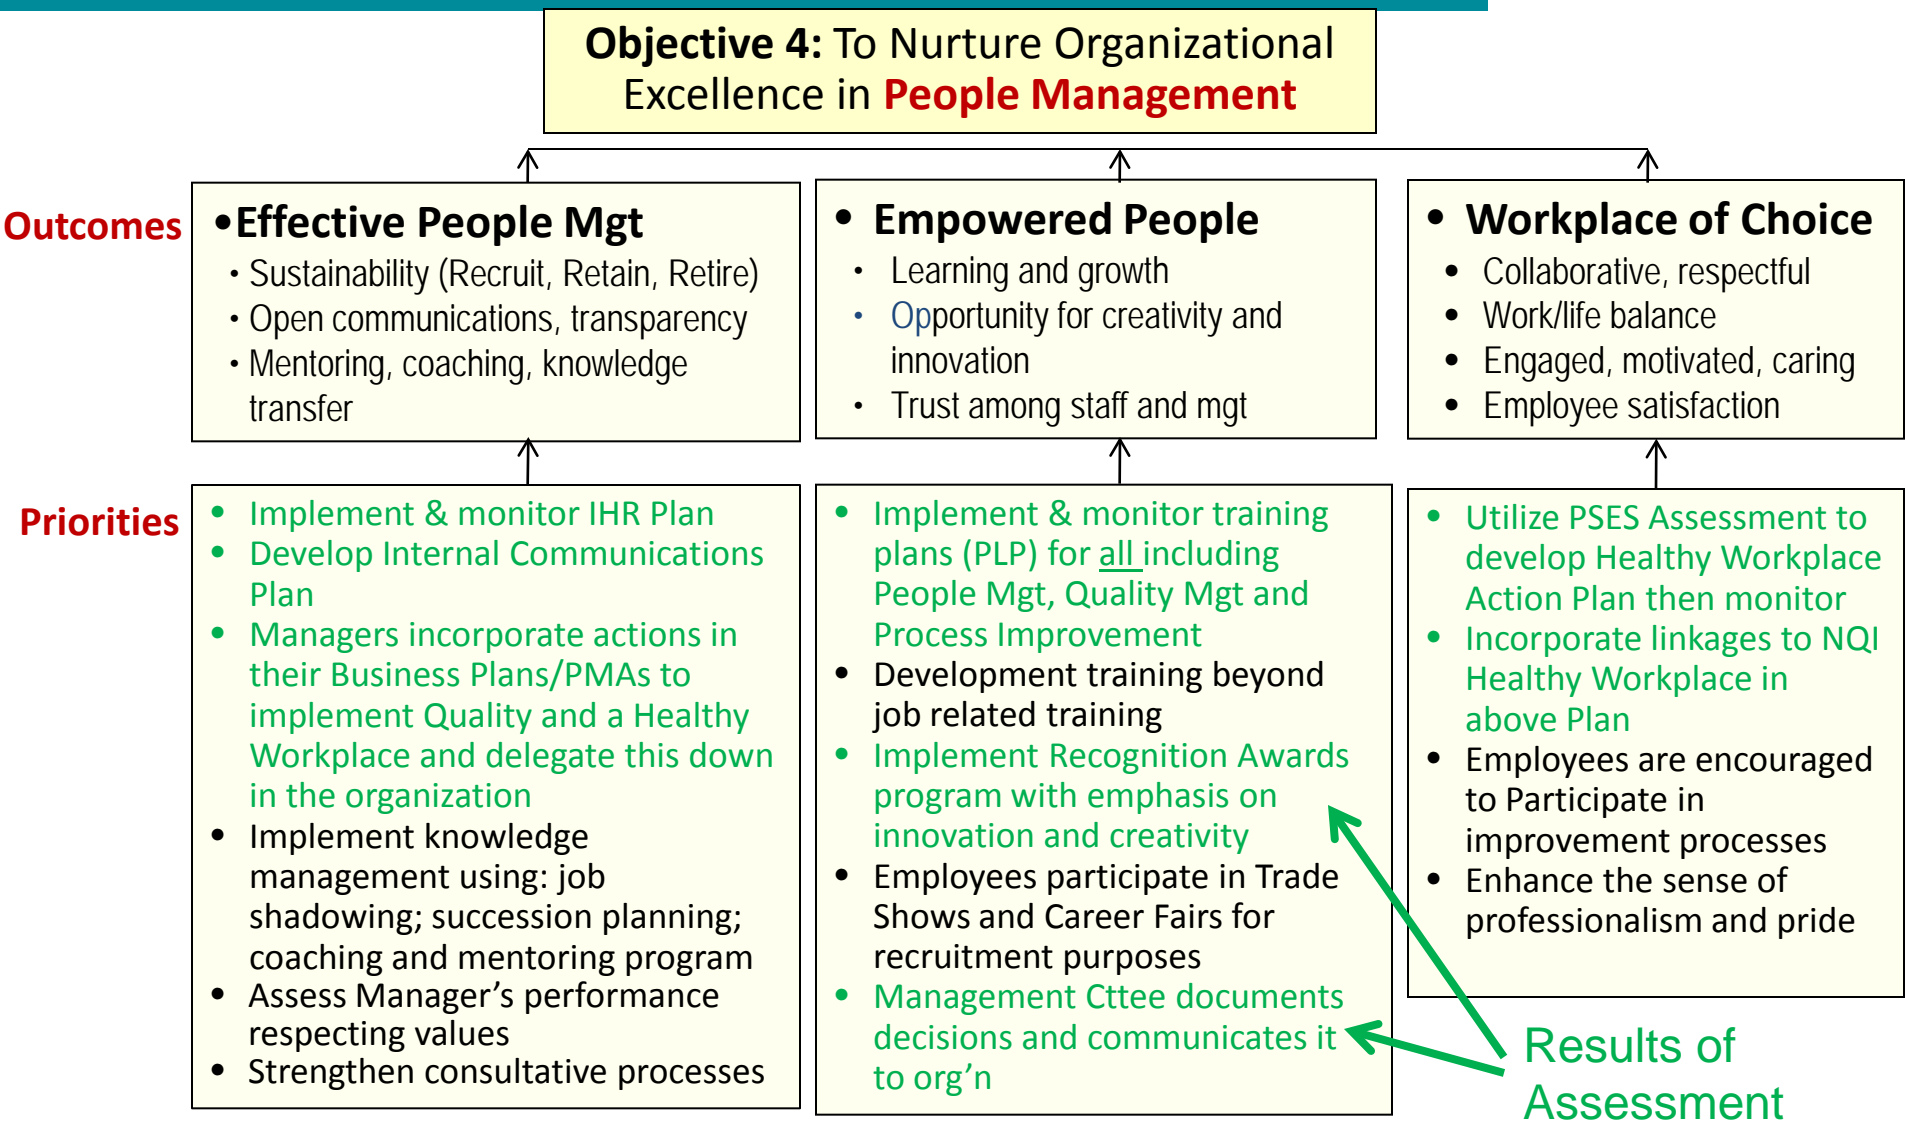 Objective 4: To Nurture Organizational
Excellence in People Management
Outcomes
•Effective People Mgt
• Sustainability (Recruit, Retain, Retire)
• Open communications, transparency
• Mentoring, coaching, knowledge
transfer
• Empowered People
• Learning and growth
• Opportunity for creativity and
innovation
• Trust among staff and mgt
• Workplace of Choice
• Collaborative, respectful
• Work/life balance
• Engaged, motivated, caring
• Employee satisfaction
Priorities
• Implement & monitor IHR Plan
• Develop Internal Communications
Plan
• Managers incorporate actions in
their Business Plans/PMAs to
implement Quality and a Healthy
Workplace and delegate this down
in the organization
• Implement knowledge
management using: job
shadowing; succession planning;
coaching and mentoring program
• Assess Manager’s performance
respecting values
• Strengthen consultative processes
• Implement & monitor training
plans (PLP) for all including
People Mgt, Quality Mgt and
Process Improvement
• Development training beyond
job related training
• Implement Recognition Awards
program with emphasis on
innovation and creativity
• Employees participate in Trade
Shows and Career Fairs for
recruitment purposes
• Management Cttee documents
decisions and communicates it
to org’n
• Utilize PSES Assessment to
develop Healthy Workplace
Action Plan then monitor
• Incorporate linkages to NQI
Healthy Workplace in
above Plan
• Employees are encouraged
to Participate in
improvement processes
• Enhance the sense of
professionalism and pride
Results of
Assessment